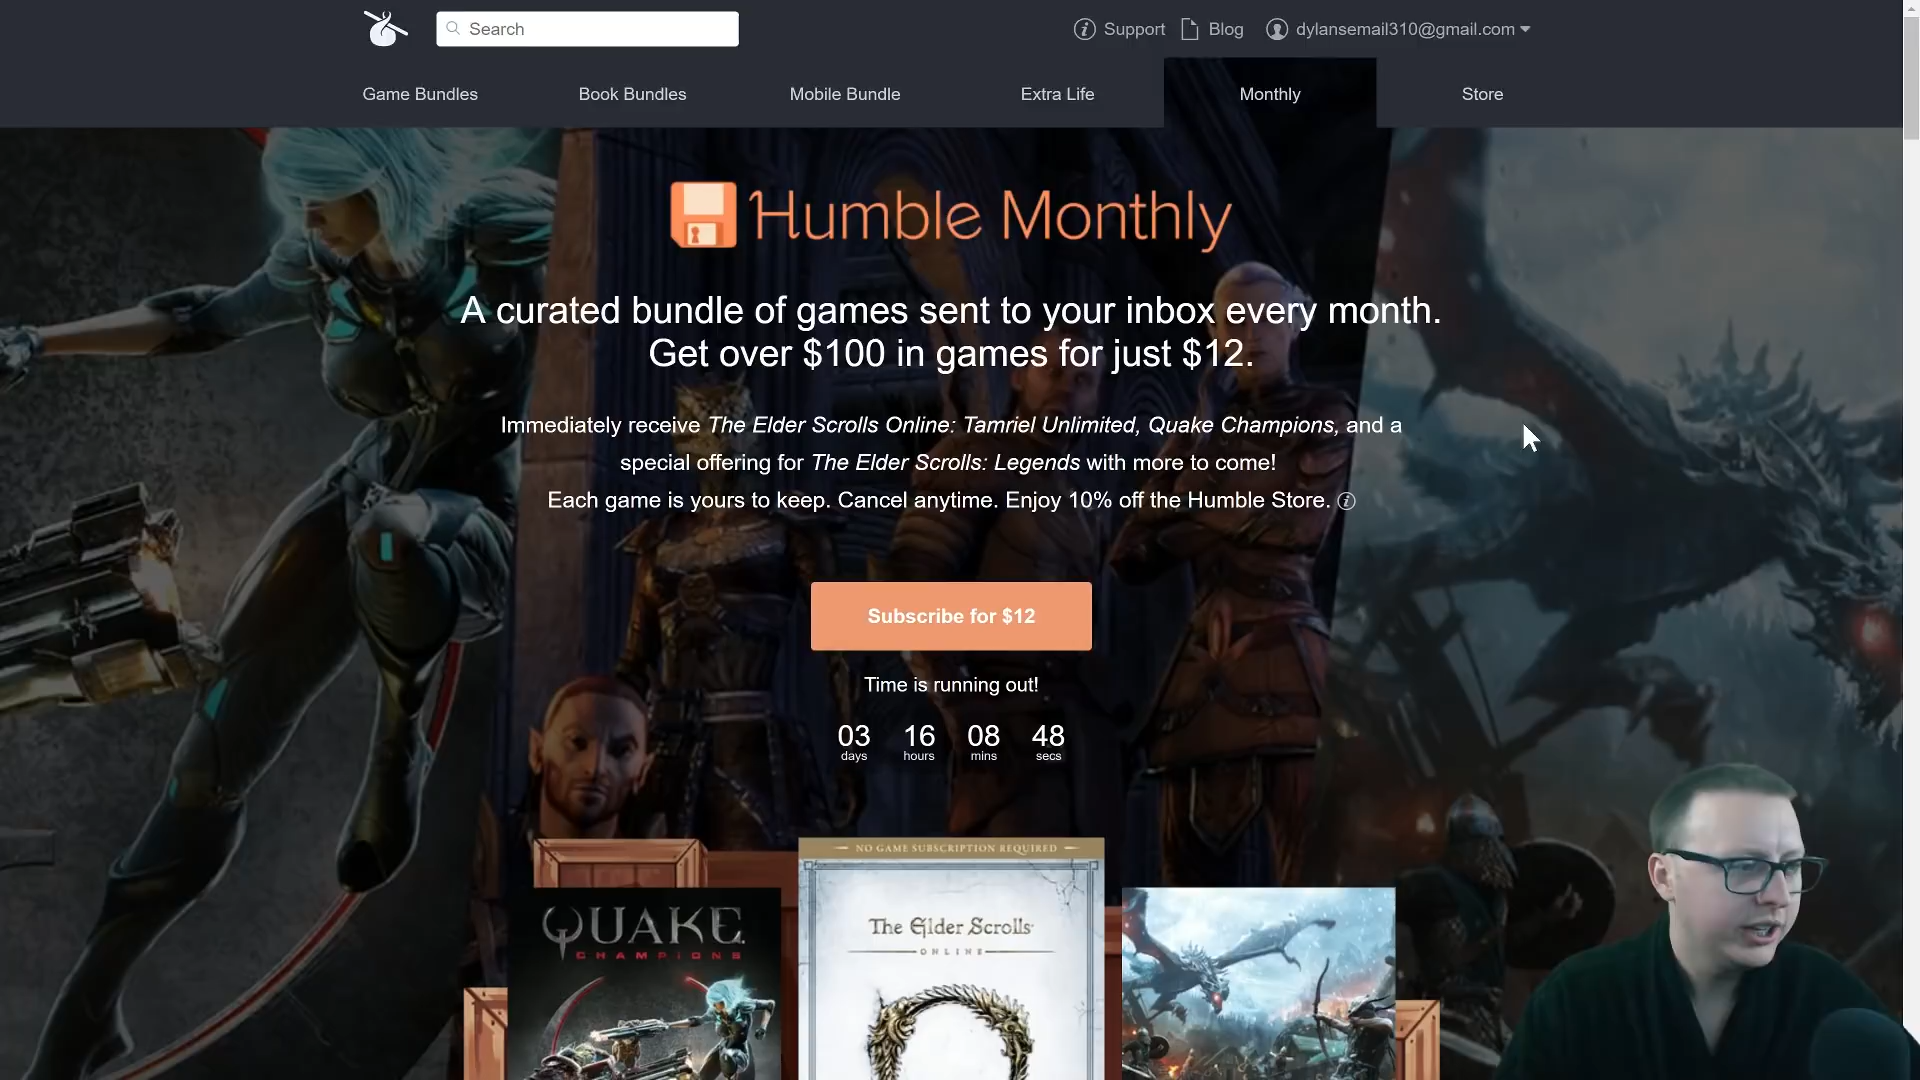 Search
Support
Blog
dylansemail310@gmail.com
Game Bundles
Book Bundles
Mobile Bundle
Extra Life
Monthly
Store
Humble Monthly
A curated bundle of games sent to your inbox every month.
Get over $100 in games for just $12.
Immediately receive The Elder Scrolls Online: Tamriel Unlimited, Quake Champions, and a
special offering for The Elder Scrolls: Legends with more to come!
Each game is yours to keep. Cancel anytime. Enjoy 10% off the Humble Store.
Subscribe for $12
Time is running out!
03 16 08 48
days hours mins secs
NO GAME SUBSCRIPTION REQUIRED
QUAKE
CHAMPIONS
The Elder Scrolls
ONLINE